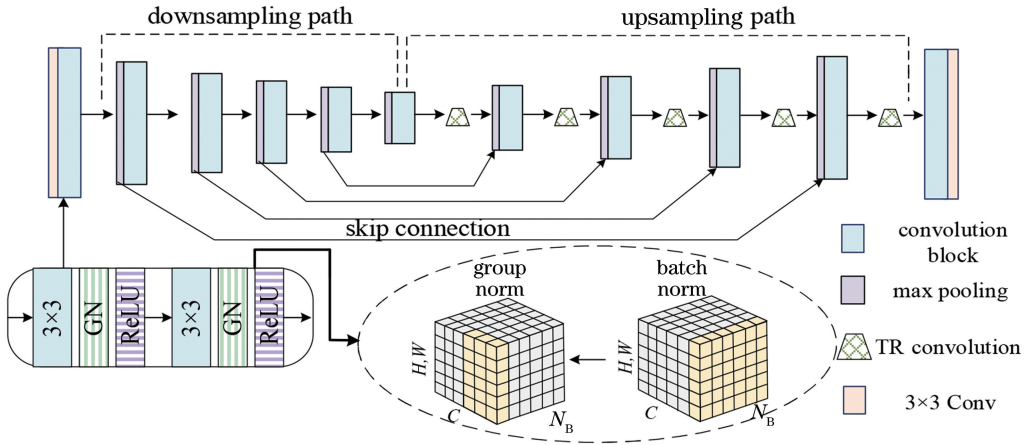 downsampling path
upsampling path
skip connection
convolution
block
max pooling
TR convolution
3×3 Conv
3×3
GN
ReLU
3×3
GN
ReLU
group
norm
batch
norm
H,W
C
N_B
H,W
C
N_B